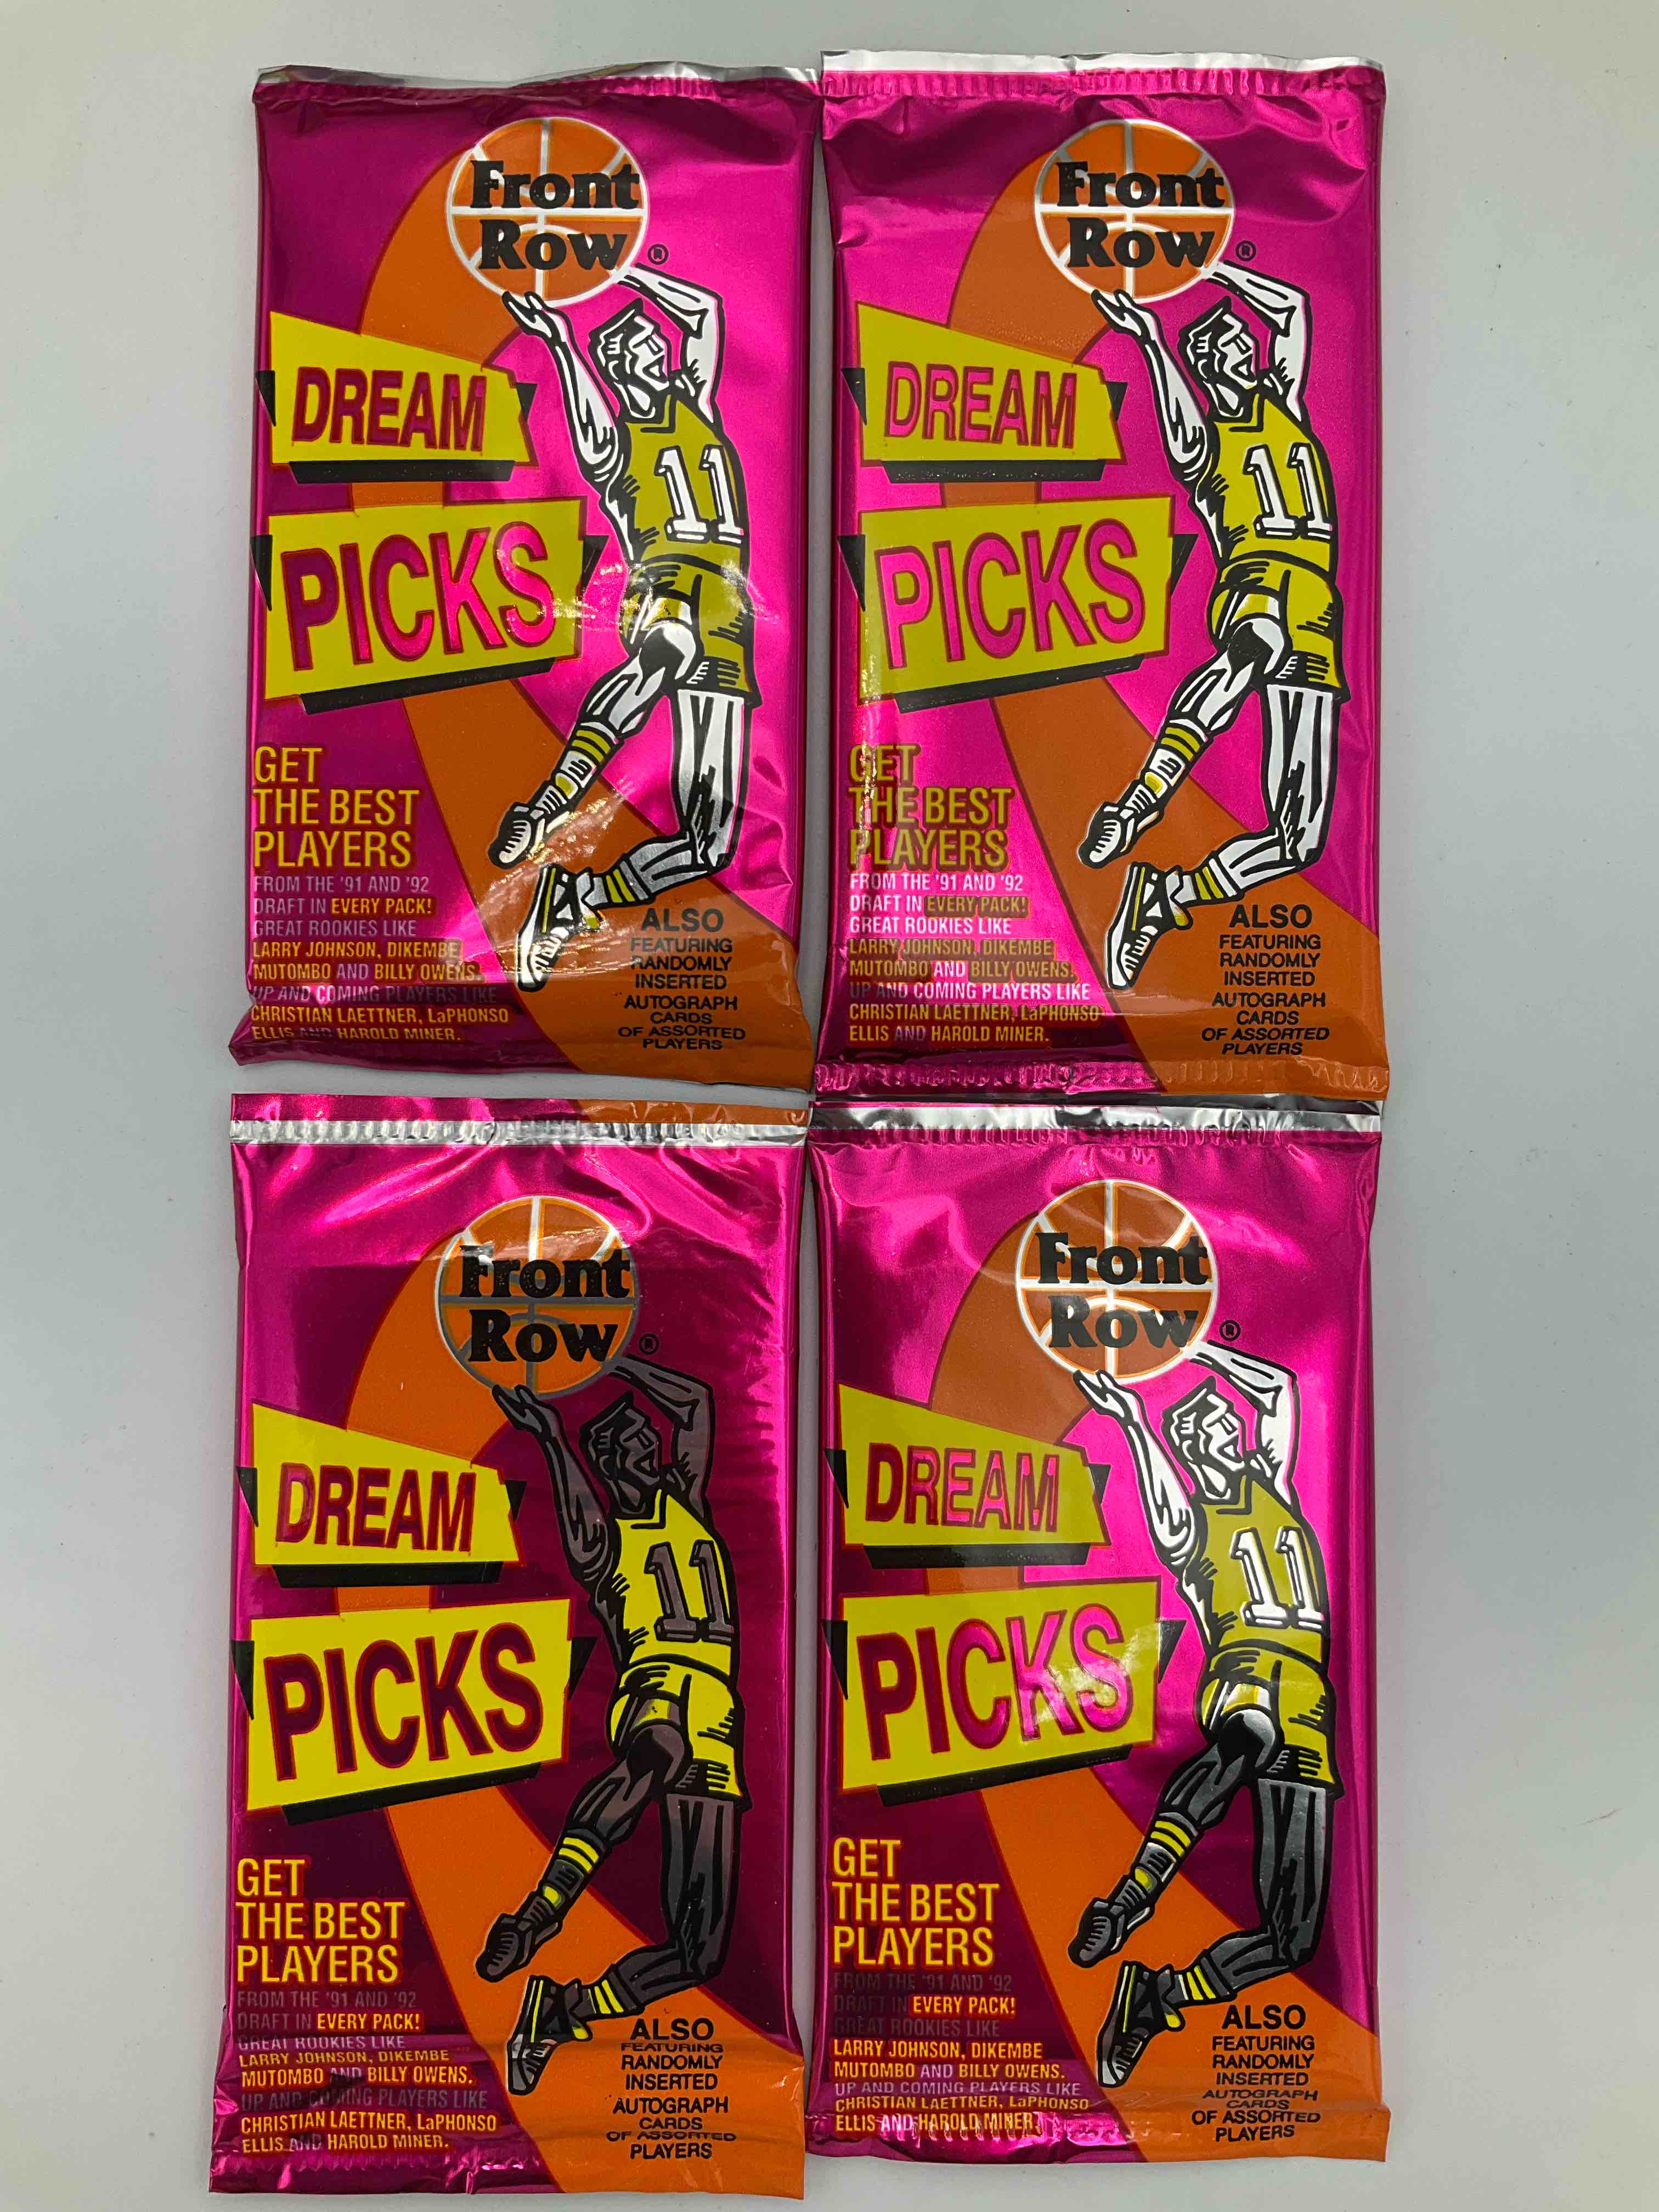 Front
Row
®
DREAM
PICKS
11
GET
THE BEST
PLAYERS
FROM THE '91 AND '92
DRAFT IN EVERY PACK!
GREAT ROOKIES LIKE
LARRY JOHNSON, DIKEMBE
MUTOMBO AND BILLY OWENS.
UP AND COMING PLAYERS LIKE
CHRISTIAN LAETTNER, LaPHONSO
ELLIS AND HAROLD MINER.
ALSO
FEATURING
RANDOMLY
INSERTED
AUTOGRAPH
CARDS
OF ASSORTED
PLAYERS
Front
Row
®
DREAM
PICKS
11
GET
THE BEST
PLAYERS
FROM THE '91 AND '92
DRAFT IN EVERY PACK!
GREAT ROOKIES LIKE
LARRY JOHNSON, DIKEMBE
MUTOMBO AND BILLY OWENS.
UP AND COMING PLAYERS LIKE
CHRISTIAN LAETTNER, LaPHONSO
ELLIS AND HAROLD MINER.
ALSO
FEATURING
RANDOMLY
INSERTED
AUTOGRAPH
CARDS
OF ASSORTED
PLAYERS
Front
Row
®
DREAM
PICKS
11
GET
THE BEST
PLAYERS
FROM THE '91 AND '92
DRAFT IN EVERY PACK!
GREAT ROOKIES LIKE
LARRY JOHNSON, DIKEMBE
MUTOMBO AND BILLY OWENS.
UP AND COMING PLAYERS LIKE
CHRISTIAN LAETTNER, LaPHONSO
ELLIS AND HAROLD MINER.
ALSO
FEATURING
RANDOMLY
INSERTED
AUTOGRAPH
CARDS
OF ASSORTED
PLAYERS
Front
Row
®
DREAM
PICKS
11
GET
THE BEST
PLAYERS
FROM THE '91 AND '92
DRAFT IN EVERY PACK!
GREAT ROOKIES LIKE
LARRY JOHNSON, DIKEMBE
MUTOMBO AND BILLY OWENS.
UP AND COMING PLAYERS LIKE
CHRISTIAN LAETTNER, LaPHONSO
ELLIS AND HAROLD MINER.
ALSO
FEATURING
RANDOMLY
INSERTED
AUTOGRAPH
CARDS
OF ASSORTED
PLAYERS